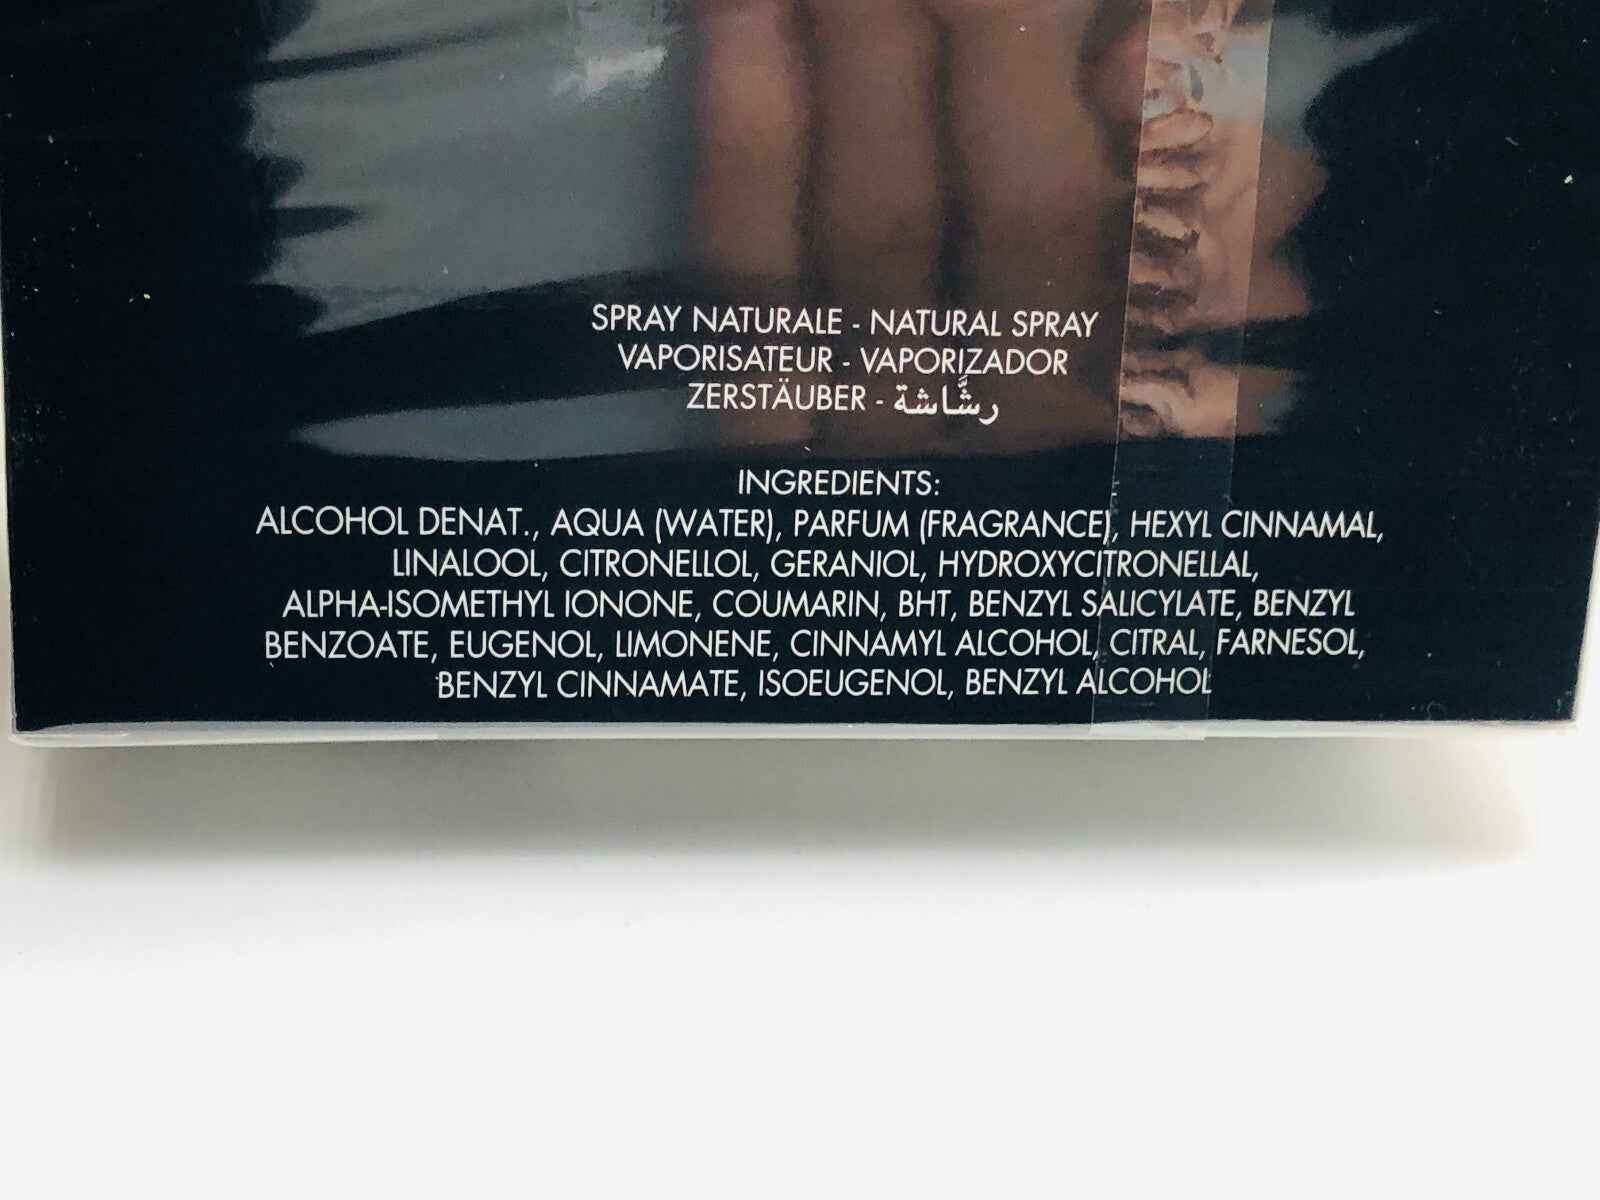 SPRAY NATURALE - NATURAL SPRAY
VAPORISATEUR - VAPORIZADOR
ZERSTÄUBER - رشَّاشة
INGREDIENTS:
ALCOHOL DENAT., AQUA (WATER), PARFUM (FRAGRANCE), HEXYL CINNAMAL,
LINALOOL, CITRONELLOL, GERANIOL, HYDROXYCITRONELLAL,
ALPHA-ISOMETHYL IONONE, COUMARIN, BHT, BENZYL SALICYLATE, BENZYL
BENZOATE, EUGENOL, LIMONENE, CINNAMYL ALCOHOL, CITRAL, FARNESOL,
BENZYL CINNAMATE, ISOEUGENOL, BENZYL ALCOHOL